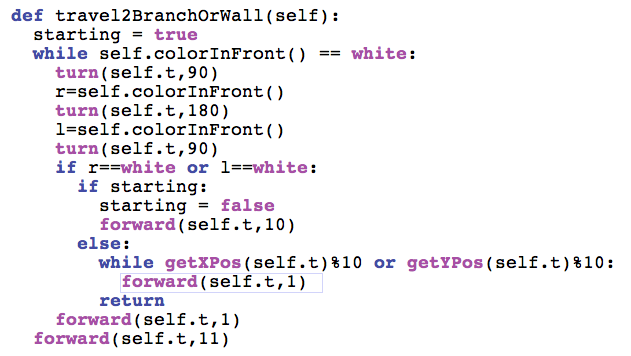 def travel2BranchOrWall(self):
  starting = true
  while self.colorInFront() == white:
    turn(self.t,90)
    r=self.colorInFront()
    turn(self.t,180)
    l=self.colorInFront()
    turn(self.t,90)
    if r==white or l==white:
      if starting:
        starting = false
        forward(self.t,10)
      else:
        while getXPos(self.t)%10 or getYPos(self.t)%10:
          forward(self.t,1)
        return
    forward(self.t,1)
  forward(self.t,11)